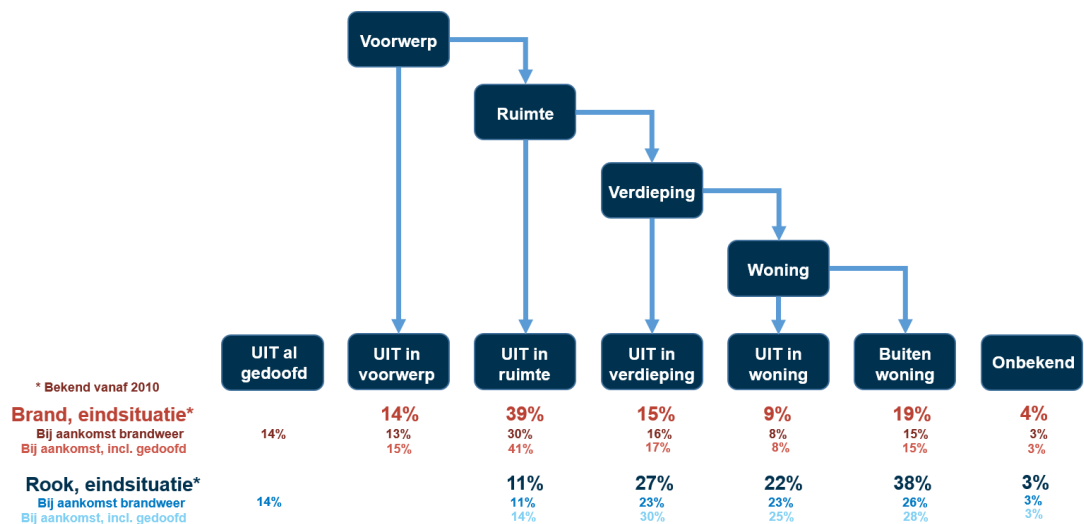 Voorwerp
Ruimte
Verdieping
Woning
UIT al
gedoofd
UIT in
voorwerp
UIT in
ruimte
UIT in
verdieping
UIT in
woning
Buiten
woning
Onbekend
* Bekend vanaf 2010
Brand, eindsituatie* 14% 39% 15% 9% 19% 4%
Bij aankomst brandweer 14% 13% 30% 16% 8% 15% 3%
Bij aankomst, incl. gedoofd 15% 41% 17% 8% 15% 3%
Rook, eindsituatie* 11% 27% 22% 38% 3%
Bij aankomst brandweer 14% 11% 23% 23% 26% 3%
Bij aankomst, incl. gedoofd 14% 30% 25% 28% 3%